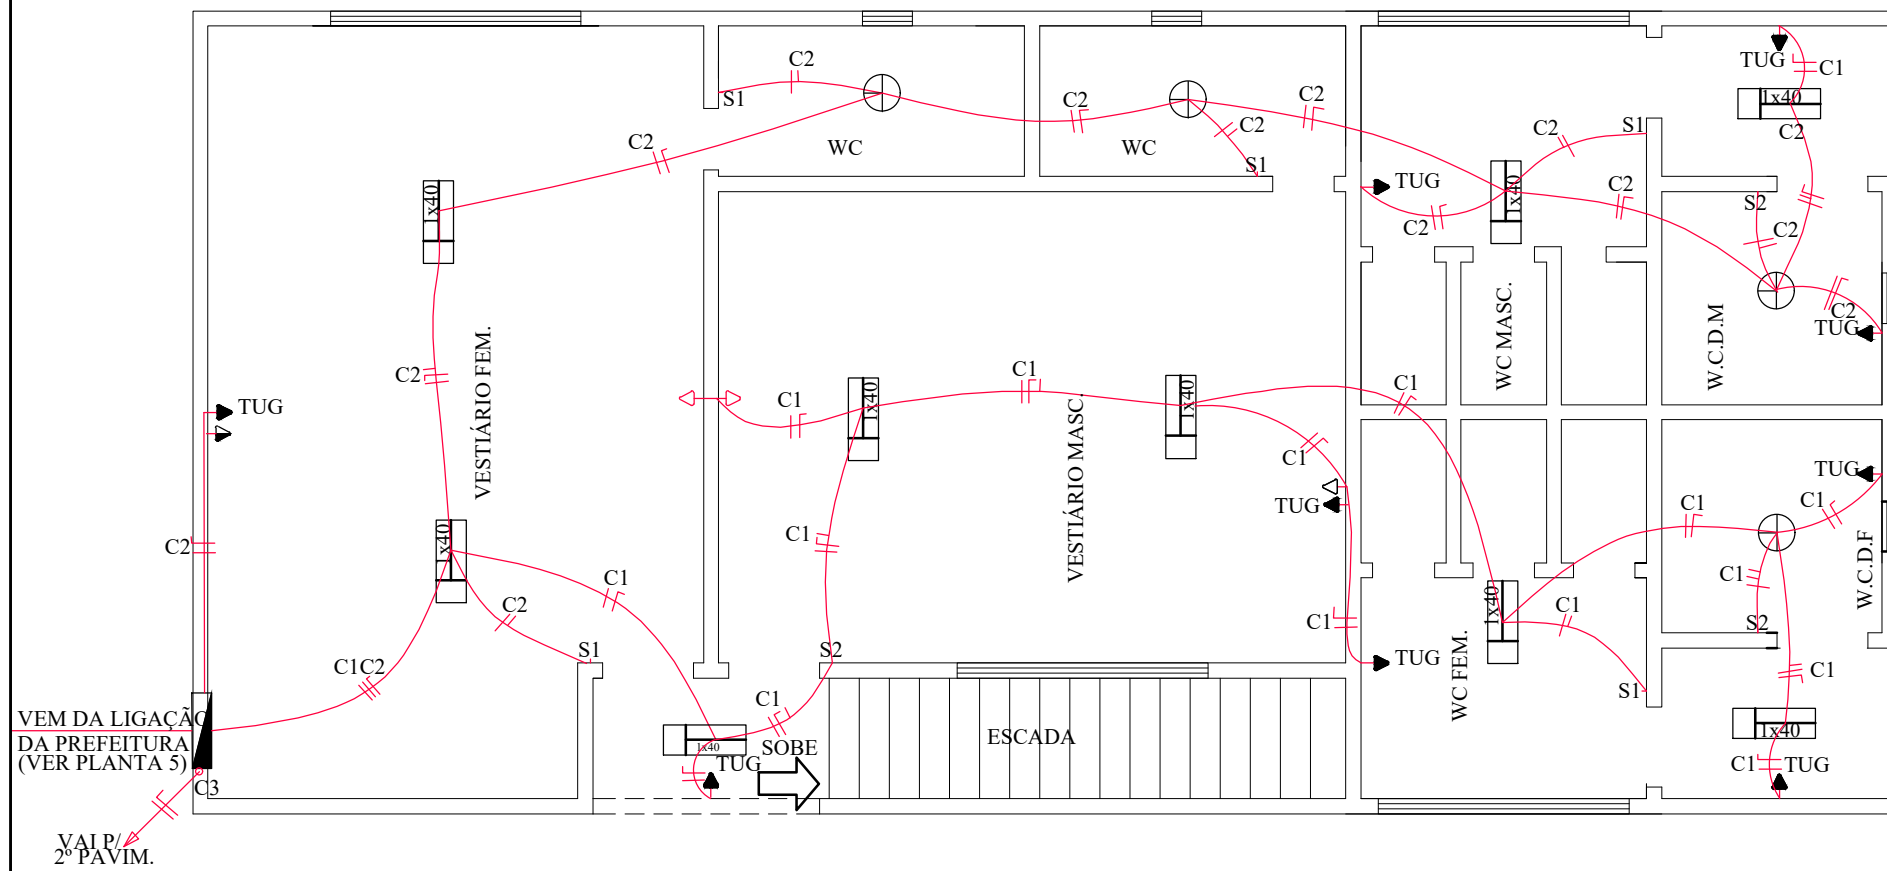 C2
C2
C2
TUG
C1
1x40
S1
C2
C2
C2
S1
WC
WC
C2
S1
TUG
1x40
1x40
C2
S2
C2
C2
C2
TUG
WC MASC.
W.C.D.M
C2
VESTIÁRIO FEM.
C1
C1
C1
1x40
1x40
TUG
VESTIÁRIO MASC.
C1
TUG
TUG
C1
C1
C1
1x40
C2
C1
C2
C1
C1
S2
W.C.D.F
1x40
C1
C1
S1
S2
TUG
WC FEM.
S1
C1
C1C2
C1
VEM DA LIGAÇÃO
DA PREFEITURA
(VER PLANTA 5)
1x40
SOBE
TUG
ESCADA
1x40
C1
TUG
C3
VAI P/
2º PAVIM.